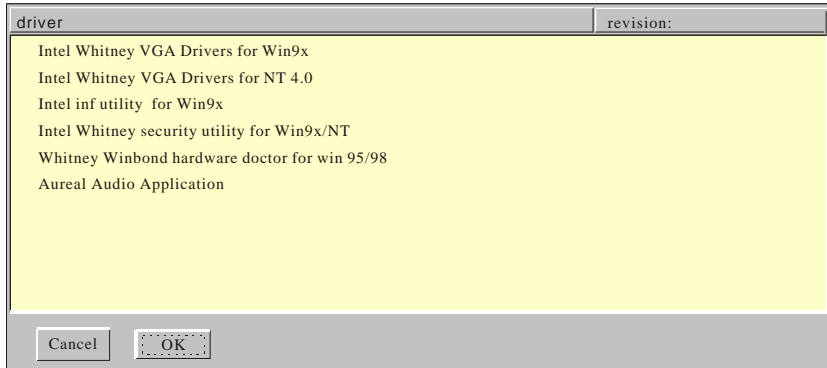 driver revision:
Intel Whitney VGA Drivers for Win9x
Intel Whitney VGA Drivers for NT 4.0
Intel inf utility for Win9x
Intel Whitney security utility for Win9x/NT
Whitney Winbond hardware doctor for win 95/98
Aureal Audio Application
Cancel OK